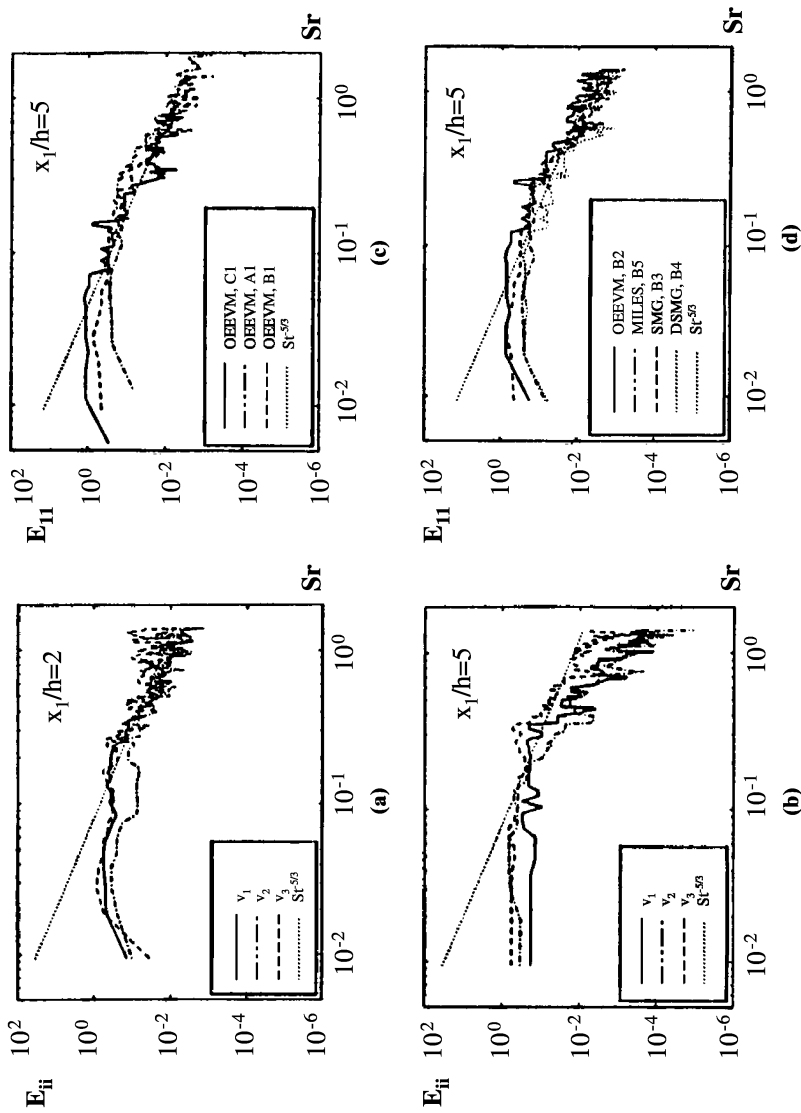 E_ii
10^2
10^0
10^-2
10^-4
10^-6
x_1/h=2
v_1
v_2
v_3
St^-5/3
10^-2
10^-1
10^0
Sr
(a)
E_ii
10^2
10^0
10^-2
10^-4
10^-6
x_1/h=5
v_1
v_2
v_3
St^-5/3
10^-2
10^-1
10^0
Sr
(b)
E_11
10^2
10^0
10^-2
10^-4
10^-6
x_1/h=5
OEEVM, C1
OEEVM, A1
OEEVM, B1
St^-5/3
10^-2
10^-1
10^0
Sr
(c)
E_11
10^2
10^0
10^-2
10^-4
10^-6
x_1/h=5
OEEVM, B2
MILES, B5
SMG, B3
DSMG, B4
St^-5/3
10^-2
10^-1
10^0
Sr
(d)